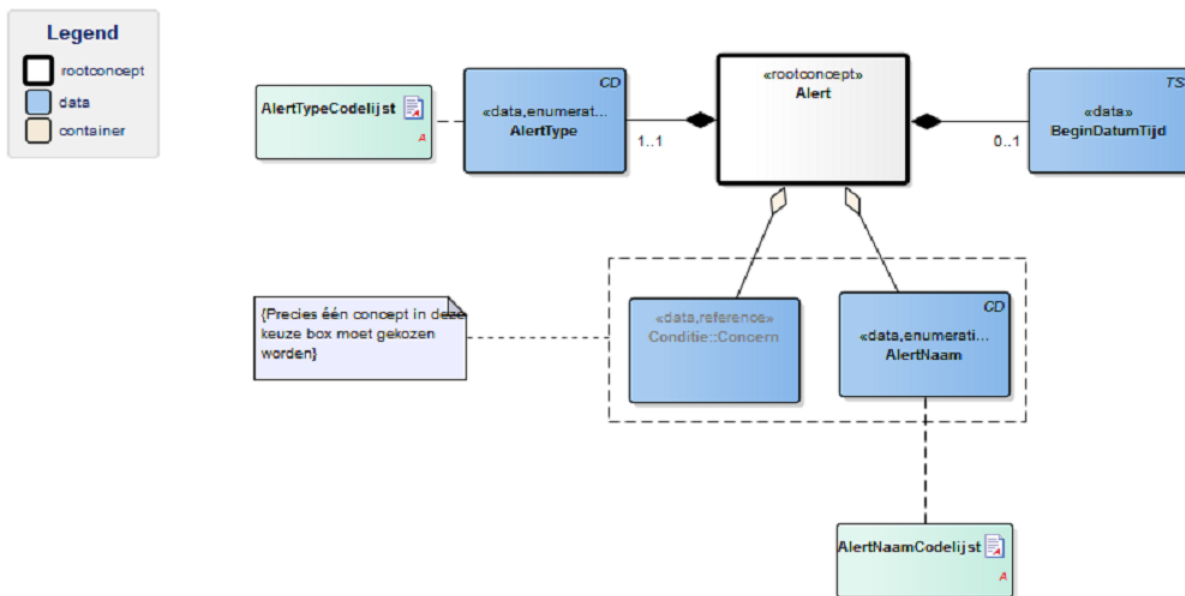 Legend
rootconcept
data
container
AlertTypeCodelijst
A
CD
«data,enumerat...
AlertType
1..1
«rootconcept»
Alert
TS
«data»
BeginDatumTijd
0..1
{Precies één concept in deze
keuze box moet gekozen
worden}
«data,reference»
Conditie::Concern
CD
«data,enumerati...
AlertNaam
AlertNaamCodelijst
A